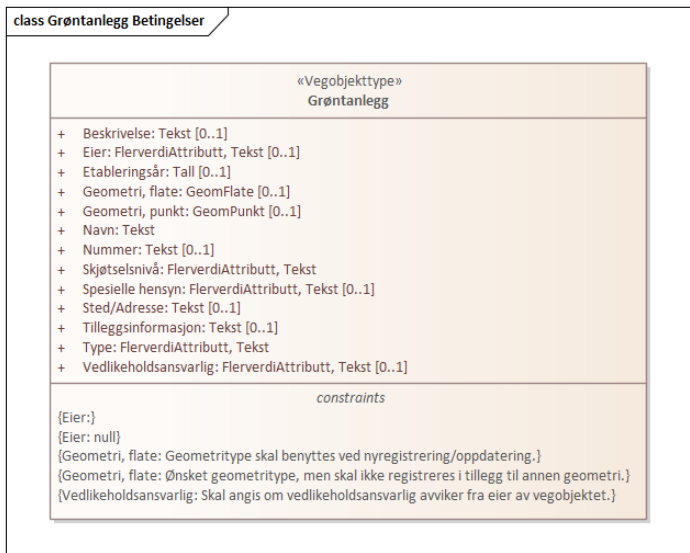 class Grøntanlegg Betingelser
«Vegobjekttype»
Grøntanlegg
+ Beskrivelse: Tekst [0..1]
+ Eier: FlerverdiAttributt, Tekst [0..1]
+ Etableringsår: Tall [0..1]
+ Geometri, flate: GeomFlate [0..1]
+ Geometri, punkt: GeomPunkt [0..1]
+ Navn: Tekst
+ Nummer: Tekst [0..1]
+ Skjøtselsnivå: FlerverdiAttributt, Tekst
+ Spesielle hensyn: FlerverdiAttributt, Tekst [0..1]
+ Sted/Adresse: Tekst [0..1]
+ Tilleggsinformasjon: Tekst [0..1]
+ Type: FlerverdiAttributt, Tekst
+ Vedlikeholdsansvarlig: FlerverdiAttributt, Tekst [0..1]
constraints
{Eier:}
{Eier: null}
{Geometri, flate: Geometritype skal benyttes ved nyregistrering/oppdatering.}
{Geometri, flate: Ønsket geometritype, men skal ikke registreres i tillegg til annen geometri.}
{Vedlikeholdsansvarlig: Skal angis om vedlikeholdsansvarlig avviker fra eier av vegobjektet.}